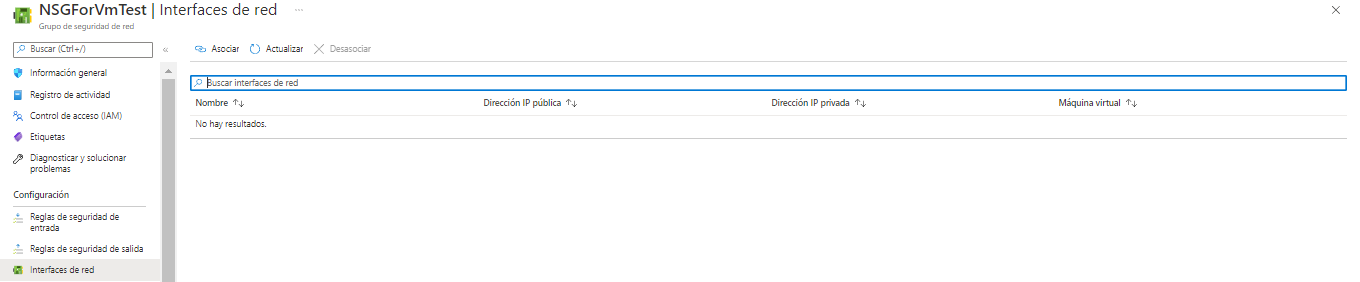 NSGForVmTest | Interfaces de red ...
Grupo de seguridad de red
Buscar (Ctrl+/)
«
Asociar
Actualizar
Desasociar
Información general
Registro de actividad
Control de acceso (IAM)
Etiquetas
Diagnosticar y solucionar
problemas
Configuración
Reglas de seguridad de
entrada
Reglas de seguridad de salida
Interfaces de red
Buscar interfaces de red
Nombre ↑↓ Dirección IP pública ↑↓ Dirección IP privada ↑↓ Máquina virtual ↑↓
No hay resultados.